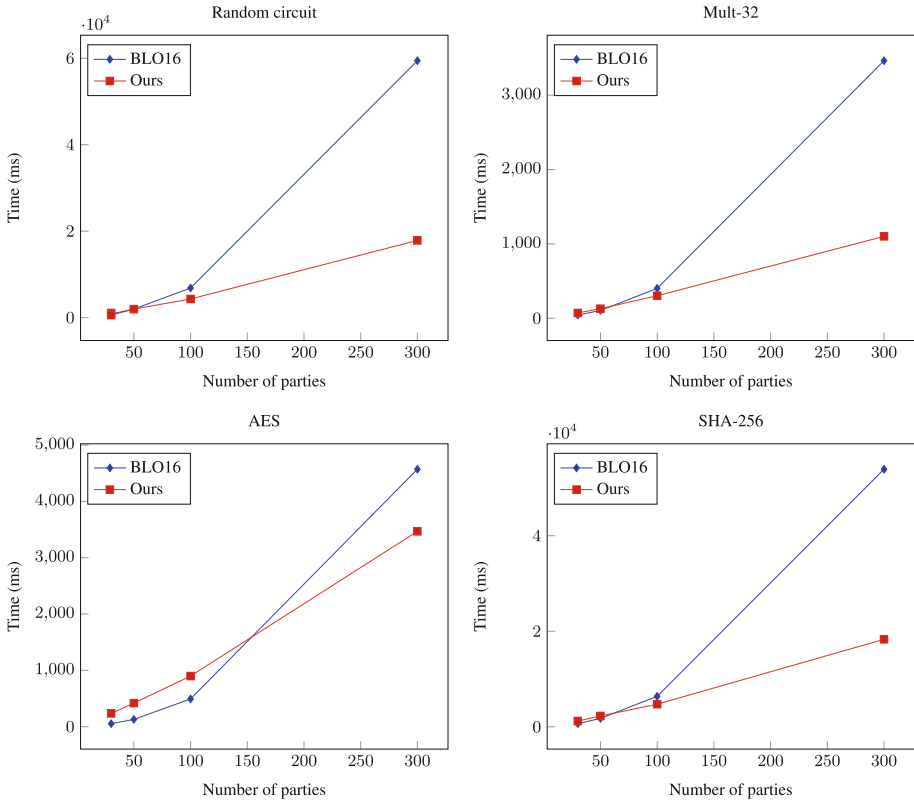 Random circuit
·10⁴
BLO16
Ours
6
4
2
0
Time (ms)
50 100 150 200 250 300
Number of parties
Mult-32
BLO16
Ours
3,000
2,000
1,000
0
Time (ms)
50 100 150 200 250 300
Number of parties
AES
BLO16
Ours
5,000
4,000
3,000
2,000
1,000
0
Time (ms)
50 100 150 200 250 300
Number of parties
SHA-256
·10⁴
BLO16
Ours
4
2
0
Time (ms)
50 100 150 200 250 300
Number of parties